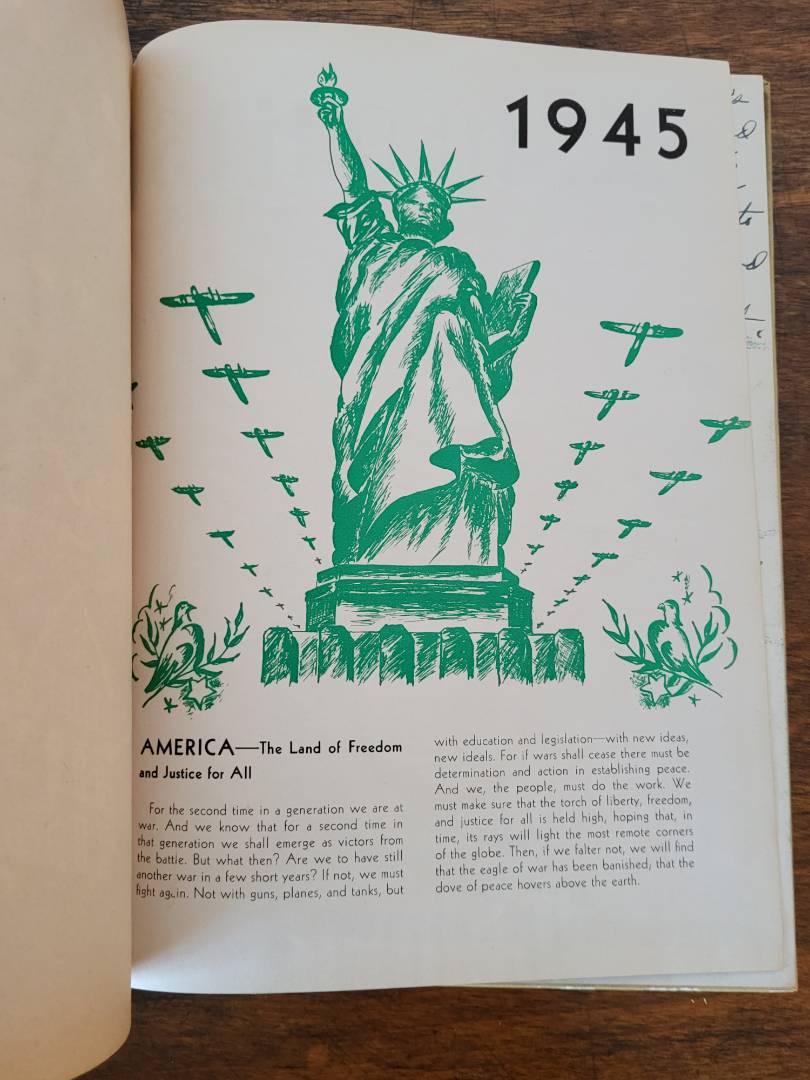 1945
AMERICA—The Land of Freedom
and Justice for All
For the second time in a generation we are at
war. And we know that for a second time in
that generation we shall emerge as victors from
the battle. But what then? Are we to have still
another war in a few short years? If not, we must
fight again. Not with guns, planes, and tanks, but
with education and legislation—with new ideas,
new ideals. For if wars shall cease there must be
determination and action in establishing peace.
And we, the people, must do the work. We
must make sure that the torch of liberty, freedom,
and justice for all is held high, hoping that, in
time, its rays will light the most remote corners
of the globe. Then, if we falter not, we will find
that the eagle of war has been banished; that the
dove of peace hovers above the earth.
to